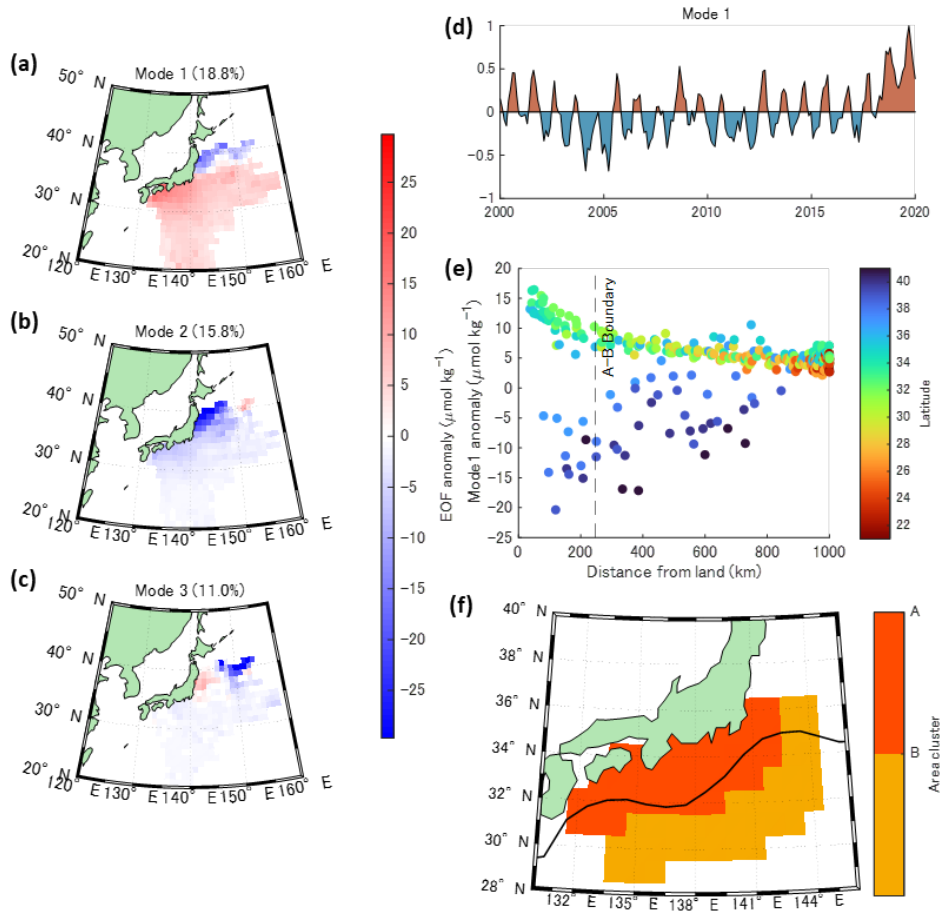 (a)
Mode 1 (18.8%)
50° N
40° N
30° N
20° N
120° E 130° E 140° E 150° E 160° E
(b)
Mode 2 (15.8%)
50° N
40° N
30° N
20° N
120° E 130° E 140° E 150° E 160° E
(c)
Mode 3 (11.0%)
50° N
40° N
30° N
20° N
120° E 130° E 140° E 150° E 160° E
25
20
15
10
5
0
−5
−10
−15
−20
−25
EOF anomaly (μmol kg⁻¹)
(d)
Mode 1
1
0.5
0
−0.5
−1
2000 2005 2010 2015 2020
(e)
20
15
10
5
0
−5
−10
−15
−20
−25
Mode1 anomaly (μmol kg⁻¹)
A−B Boundary
0 200 400 600 800 1000
Distance from land (km)
40
38
36
34
32
30
28
26
24
22
Latitude
(f)
40° N
38° N
36° N
34° N
32° N
30° N
28° N
132° E 135° E 138° E 141° E 144° E
A
B
Area cluster